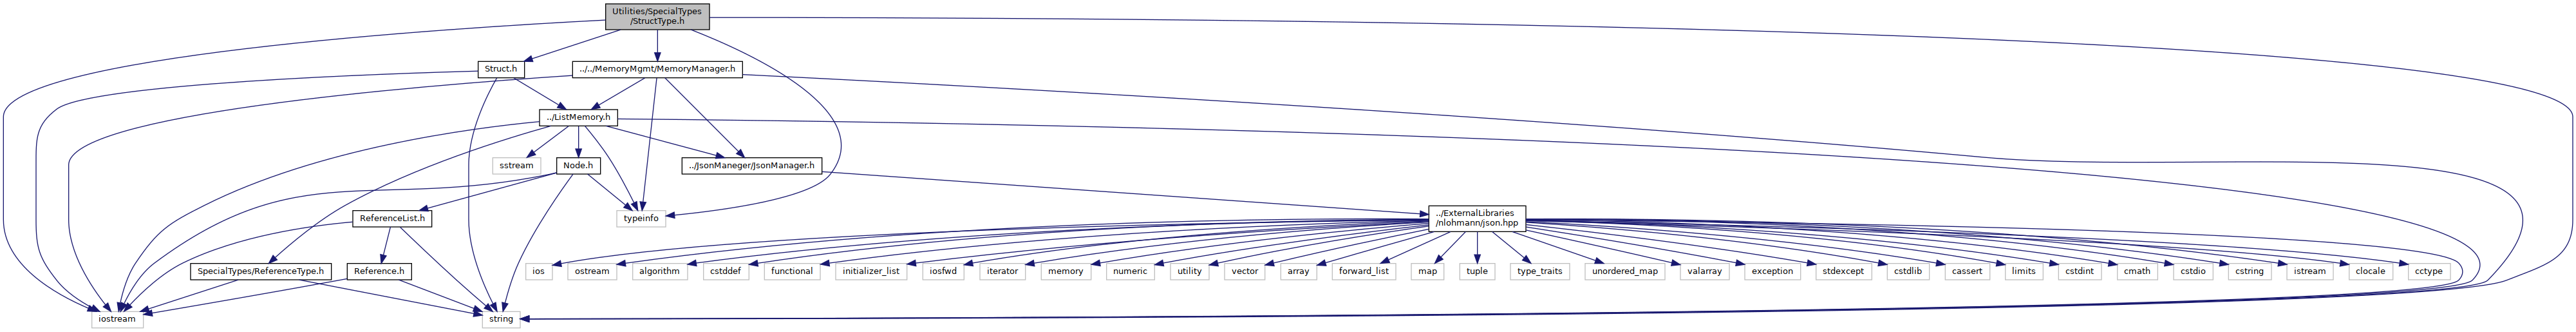 Utilities/SpecialTypes
/StructType.h
Struct.h
../../MemoryMgmt/MemoryManager.h
../ListMemory.h
sstream
Node.h
../JsonManeger/JsonManager.h
ReferenceList.h
typeinfo
../ExternalLibraries
/nlohmann/json.hpp
SpecialTypes/ReferenceType.h
Reference.h
ios
ostream
algorithm
cstddef
functional
initializer_list
iosfwd
iterator
memory
numeric
utility
vector
array
forward_list
map
tuple
type_traits
unordered_map
valarray
exception
stdexcept
cstdlib
cassert
limits
cstdint
cmath
cstdio
cstring
istream
clocale
cctype
iostream
string